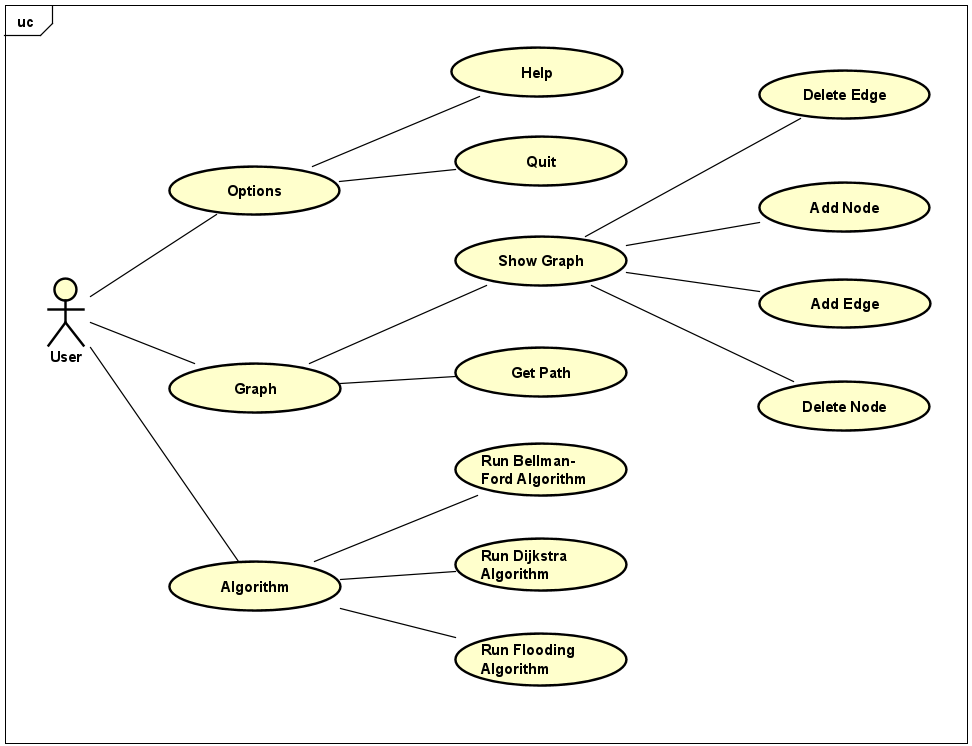 uc
Help
Delete Edge
Quit
Options
Add Node
Show Graph
Add Edge
User
Get Path
Graph
Delete Node
Run Bellman-
Ford Algorithm
Run Dijkstra
Algorithm
Algorithm
Run Flooding
Algorithm